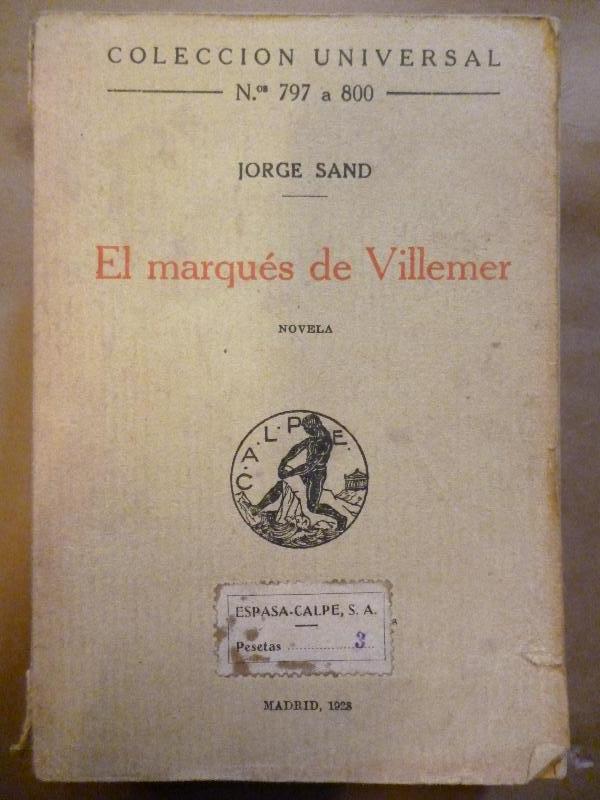 COLECCION UNIVERSAL
N.ºˢ 797 a 800
JORGE SAND
El marqués de Villemer
NOVELA
C·A·L·P·E·
ESPASA-CALPE, S. A.
Pesetas 3
MADRID, 1928